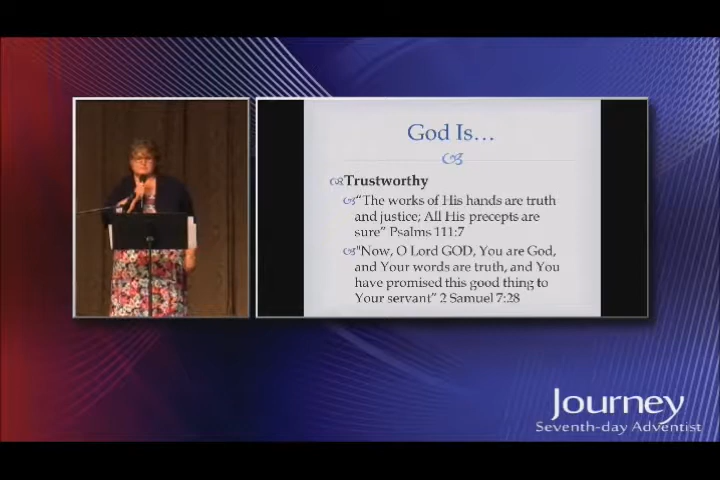 God Is…
Trustworthy
“The works of His hands are truth
and justice; All His precepts are
sure” Psalms 111:7
"Now, O Lord GOD, You are God,
and Your words are truth, and You
have promised this good thing to
Your servant” 2 Samuel 7:28
Journey
Seventh-day Adventist